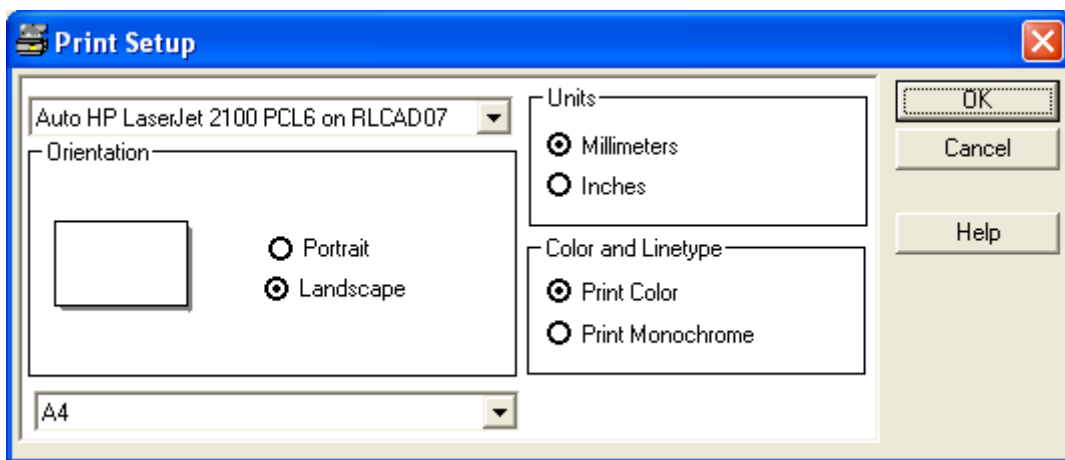 Print Setup
Auto HP LaserJet 2100 PCL6 on RLCAD07
Orientation
Portrait
Landscape
A4
Units
Millimeters
Inches
Color and Linetype
Print Color
Print Monochrome
OK
Cancel
Help